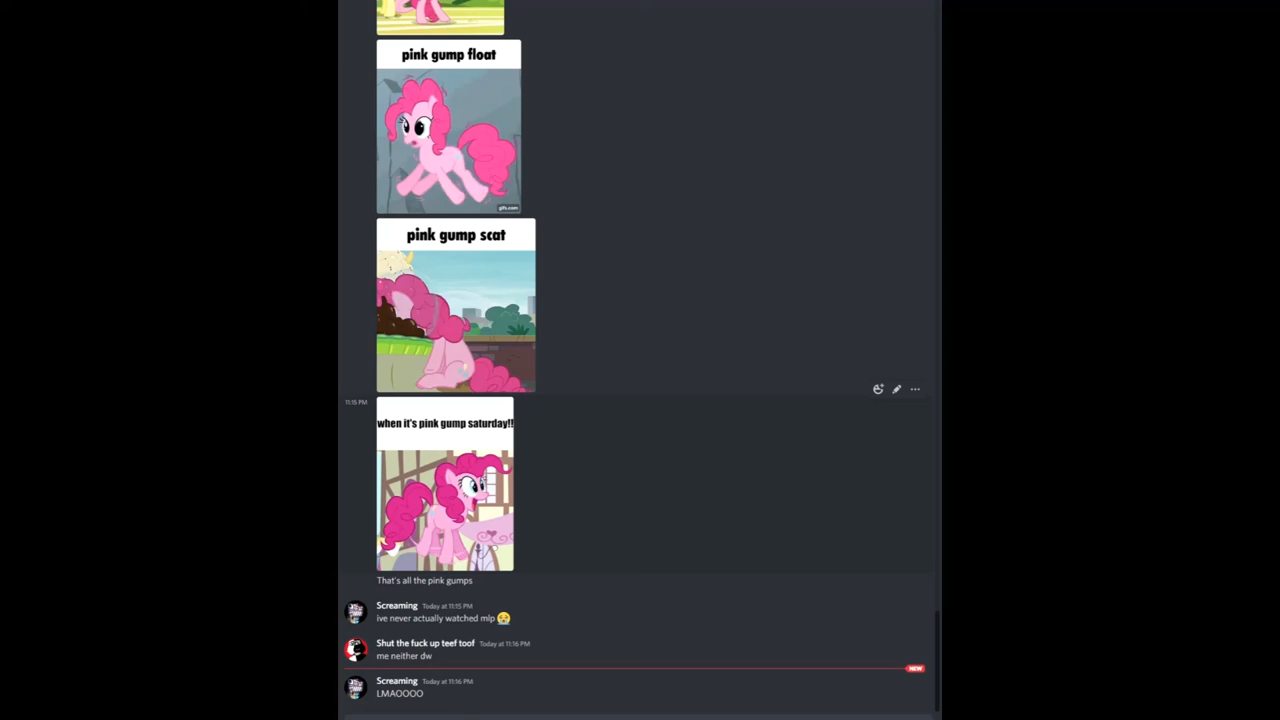 pink gump float
gifs.com
pink gump scat
11:15 PM
when it's pink gump saturday!!
That's all the pink gumps
Screaming Today at 11:15 PM
ive never actually watched mlp 😭
Shut the fuck up teef toof Today at 11:16 PM
me neither dw
NEW
Screaming Today at 11:16 PM
LMAOOOO